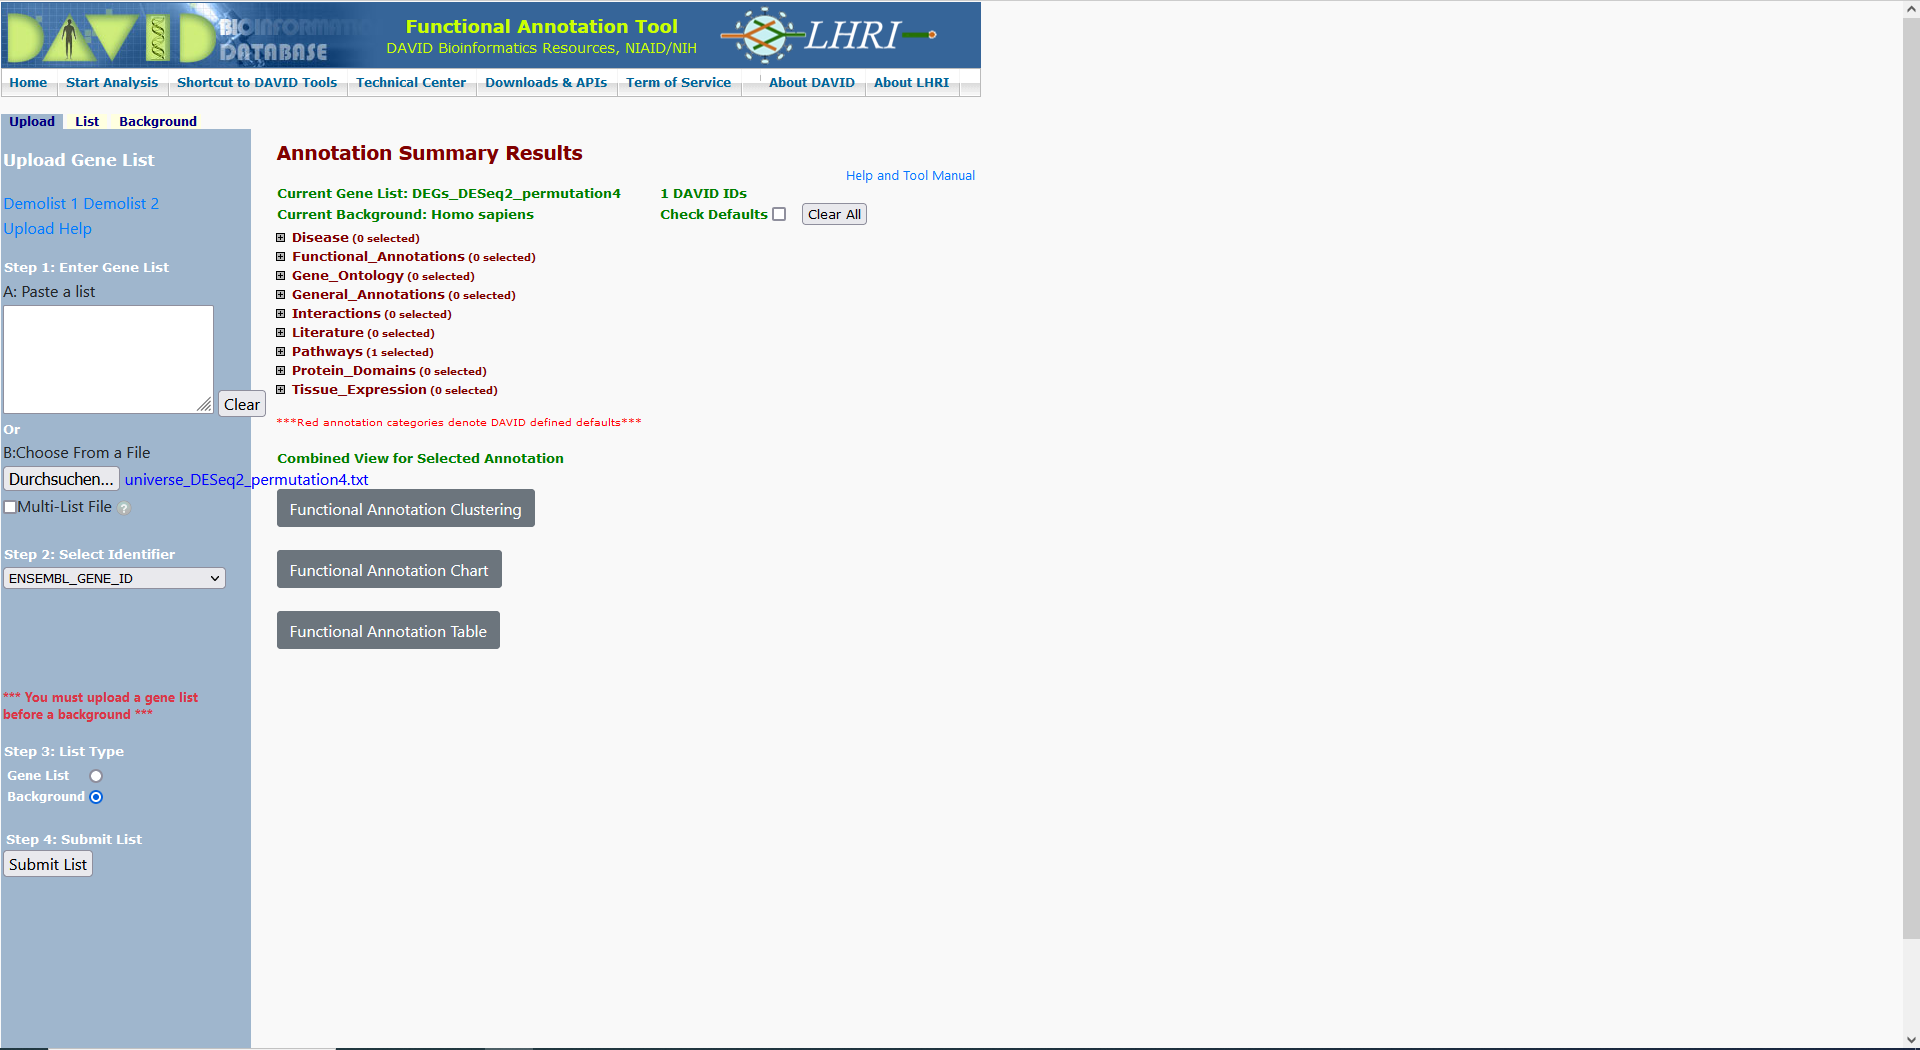 DAVID BIOINFORMATICS
DATABASE
Functional Annotation Tool
DAVID Bioinformatics Resources, NIAID/NIH
LHRI
Home Start Analysis Shortcut to DAVID Tools Technical Center Downloads & APIs Term of Service About DAVID About LHRI
Upload List Background
Upload Gene List
Demolist 1 Demolist 2
Upload Help
Step 1: Enter Gene List
A: Paste a list
Clear
Or
B:Choose From a File
Durchsuchen... universe_DESeq2_permutation4.txt
Multi-List File ?
Step 2: Select Identifier
ENSEMBL_GENE_ID
*** You must upload a gene list
before a background ***
Step 3: List Type
Gene List
Background
Step 4: Submit List
Submit List
Annotation Summary Results
Help and Tool Manual
Current Gene List: DEGs_DESeq2_permutation4 1 DAVID IDs
Current Background: Homo sapiens Check Defaults Clear All
Disease (0 selected)
Functional_Annotations (0 selected)
Gene_Ontology (0 selected)
General_Annotations (0 selected)
Interactions (0 selected)
Literature (0 selected)
Pathways (1 selected)
Protein_Domains (0 selected)
Tissue_Expression (0 selected)
***Red annotation categories denote DAVID defined defaults***
Combined View for Selected Annotation
Functional Annotation Clustering
Functional Annotation Chart
Functional Annotation Table